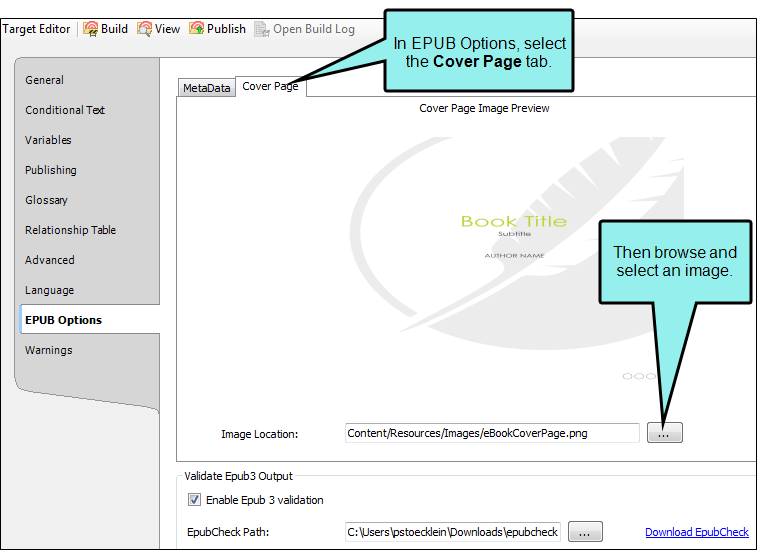 Target Editor Build View Publish Open Build Log
In EPUB Options, select
the Cover Page tab.
General
Conditional Text
Variables
Publishing
Glossary
Relationship Table
Advanced
Language
EPUB Options
Warnings
MetaData Cover Page
Cover Page Image Preview
Book Title
Subtitle
AUTHOR NAME
Then browse and
select an image.
Image Location: Content/Resources/Images/eBookCoverPage.png ...
Validate Epub3 Output
Enable Epub 3 validation
EpubCheck Path: C:\Users\pstoecklein\Downloads\epubcheck ... Download EpubCheck